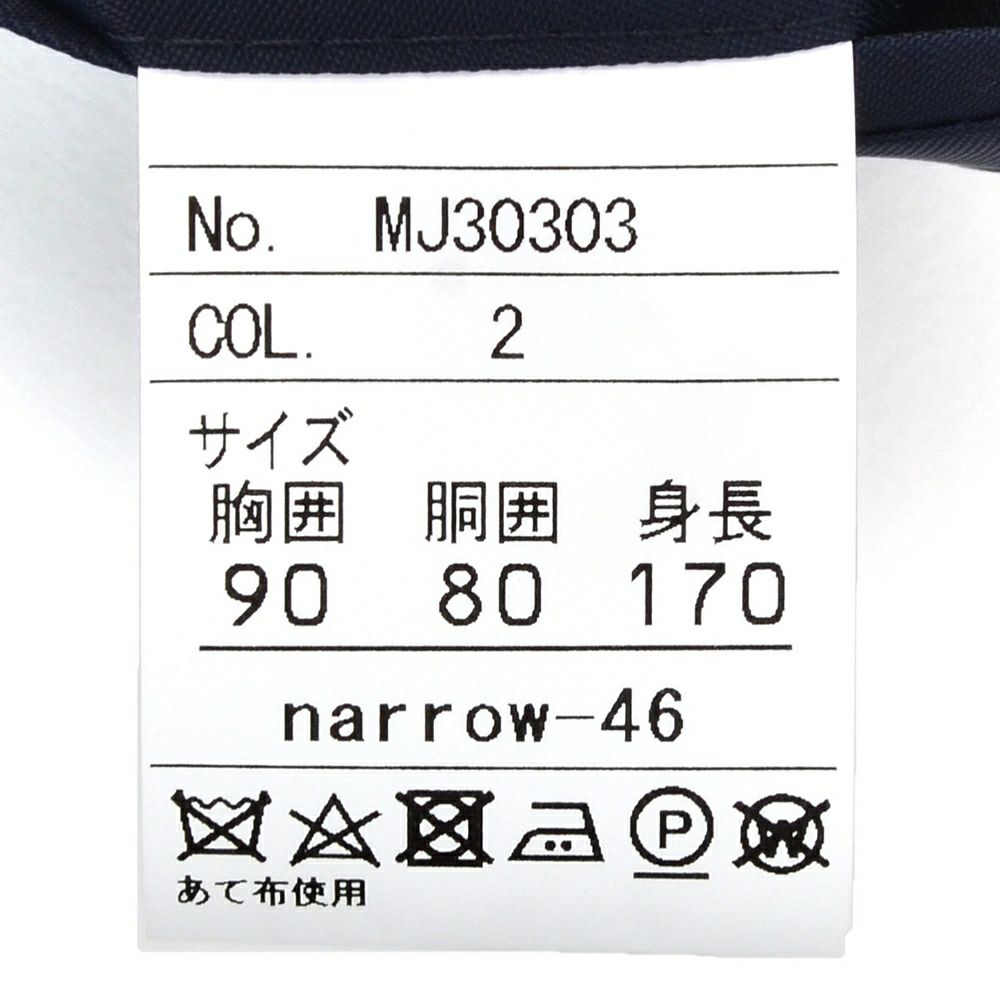 No. MJ30303
COL. 2
サイズ
胸囲 胴囲 身長
90 80 170
narrow-46
P W
あて布使用